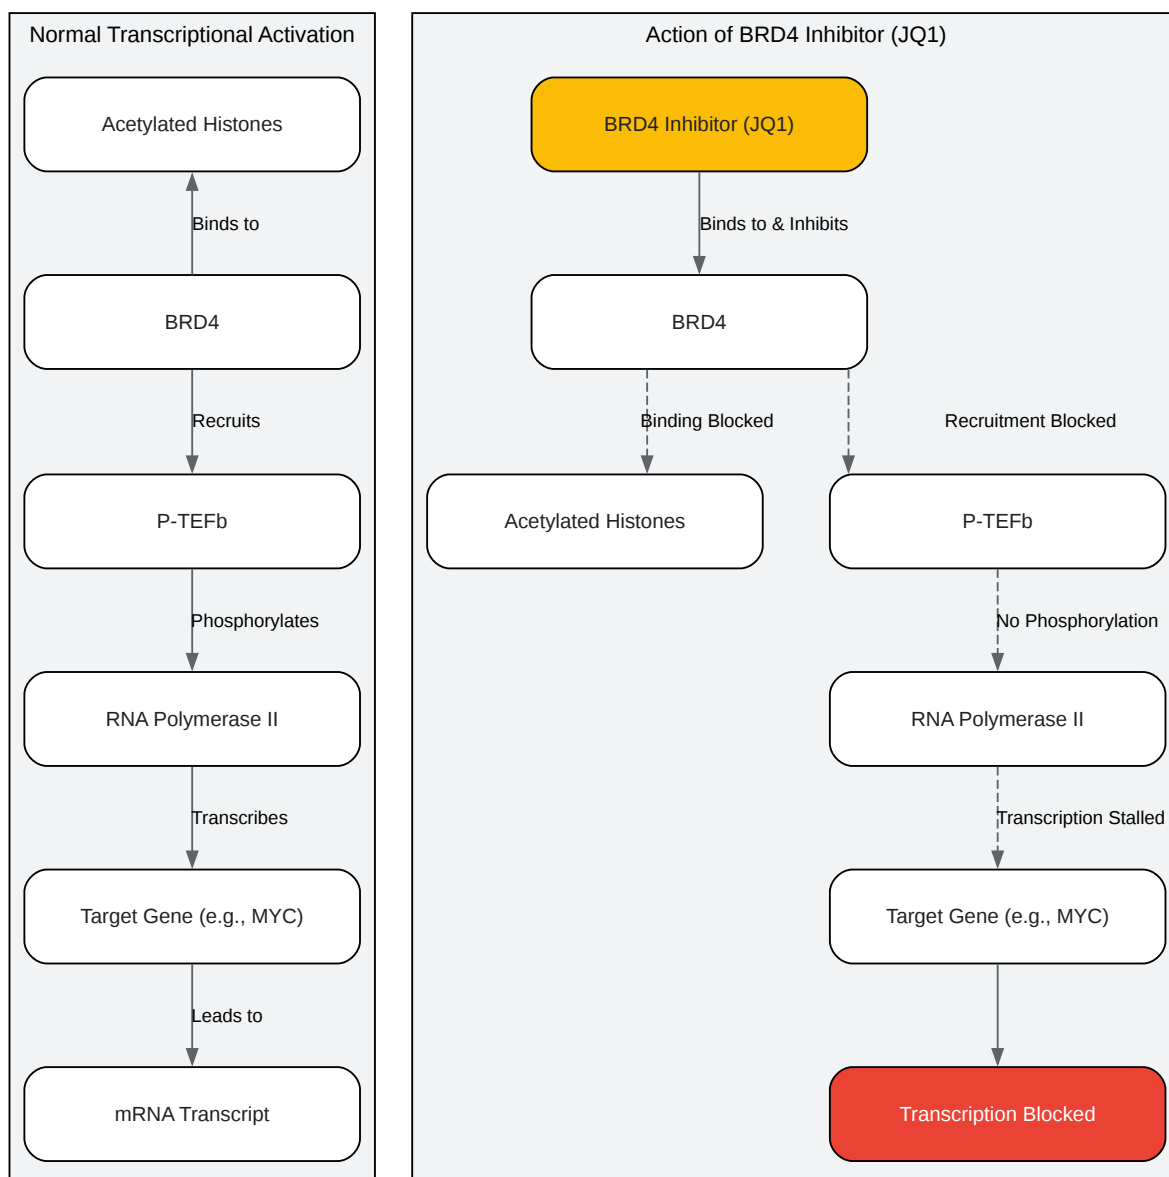 Normal Transcriptional Activation
Acetylated Histones
Binds to
BRD4
Recruits
P-TEFb
Phosphorylates
RNA Polymerase II
Transcribes
Target Gene (e.g., MYC)
Leads to
mRNA Transcript
Action of BRD4 Inhibitor (JQ1)
BRD4 Inhibitor (JQ1)
Binds to & Inhibits
BRD4
Binding Blocked
Recruitment Blocked
Acetylated Histones
P-TEFb
No Phosphorylation
RNA Polymerase II
Transcription Stalled
Target Gene (e.g., MYC)
Transcription Blocked